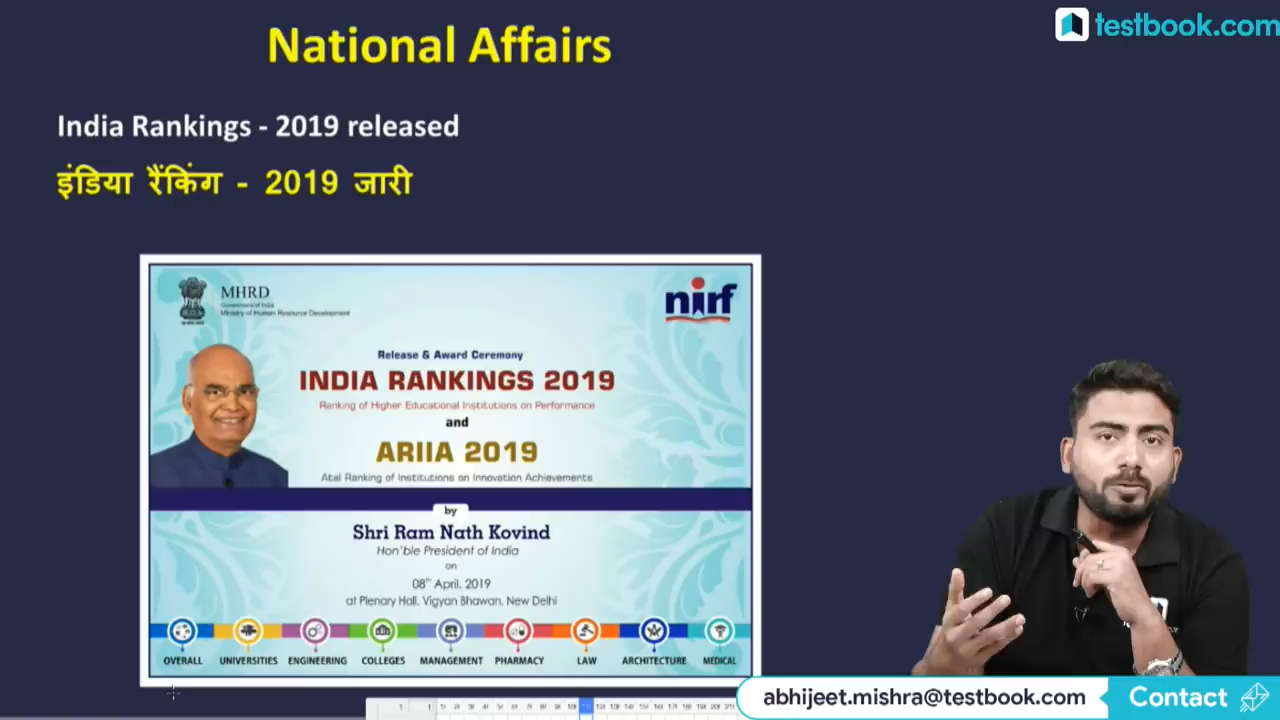 National Affairs
testbook.com
India Rankings - 2019 released
इंडिया रैंकिंग - 2019 जारी
MHRD
Government of India
Ministry of Human Resource Development
nirf
Release & Award Ceremony
INDIA RANKINGS 2019
Ranking of Higher Educational Institutions on Performance
and
ARIIA 2019
Atal Ranking of Institutions on Innovation Achievements
by
Shri Ram Nath Kovind
Hon'ble President of India
on
08th April, 2019
at Plenary Hall, Vigyan Bhawan, New Delhi
OVERALL UNIVERSITIES ENGINEERING COLLEGES MANAGEMENT PHARMACY LAW ARCHITECTURE MEDICAL
abhijeet.mishra@testbook.com Contact